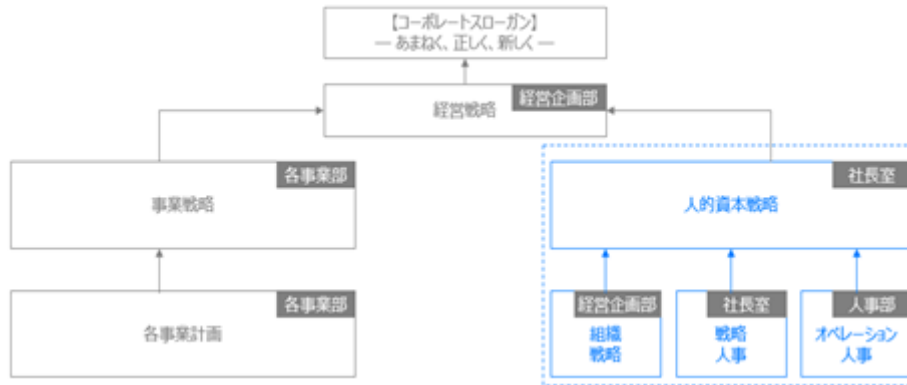 【コーポレートスローガン】
― あまねく、正しく、新しく ―
経営企画部
経営戦略
各事業部
事業戦略
社長室
人的資本戦略
各事業部
各事業計画
経営企画部
組織
戦略
社長室
戦略
人事
人事部
オペレーション
人事